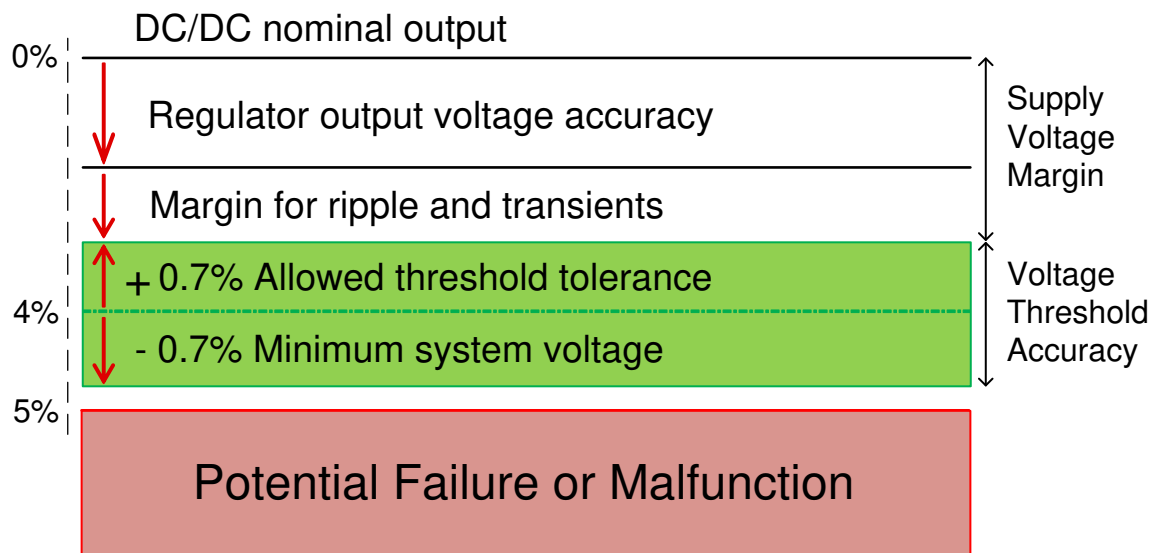 DC/DC nominal output
0%
Regulator output voltage accuracy
Supply
Voltage
Margin
Margin for ripple and transients
+ 0.7% Allowed threshold tolerance
4%
- 0.7% Minimum system voltage
Voltage
Threshold
Accuracy
5%
Potential Failure or Malfunction